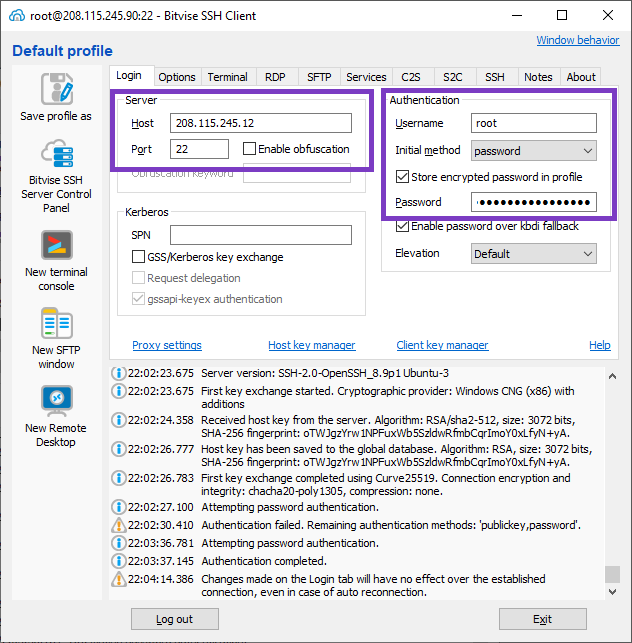 root@208.115.245.90:22 - Bitvise SSH Client
Default profile
Window behavior
Save profile as
Bitvise SSH
Server Control
Panel
New terminal
console
New SFTP
window
New Remote
Desktop
Login Options Terminal RDP SFTP Services C2S S2C SSH Notes About
Server
Host 208.115.245.12
Port 22 Enable obfuscation
Obfuscation keyword
Kerberos
SPN
GSS/Kerberos key exchange
Request delegation
gssapi-keyex authentication
Authentication
Username root
Initial method password
Store encrypted password in profile
Password
Enable password over kbdi fallback
Elevation Default
Proxy settings Host key manager Client key manager Help
22:02:23.675 Server version: SSH-2.0-OpenSSH_8.9p1 Ubuntu-3
22:02:23.675 First key exchange started. Cryptographic provider: Windows CNG (x86) with
additions
22:02:24.358 Received host key from the server. Algorithm: RSA/sha2-512, size: 3072 bits,
SHA-256 fingerprint: oTWJgzYrw1NPFuxWb5SzldwRfmbCqrImoY0xLfyN+yA.
22:02:26.777 Host key has been saved to the global database. Algorithm: RSA, size: 3072 bits,
SHA-256 fingerprint: oTWJgzYrw1NPFuxWb5SzldwRfmbCqrImoY0xLfyN+yA.
22:02:26.783 First key exchange completed using Curve25519. Connection encryption and
integrity: chacha20-poly1305, compression: none.
22:02:27.100 Attempting password authentication.
22:02:30.410 Authentication failed. Remaining authentication methods: 'publickey,password'.
22:03:36.781 Attempting password authentication.
22:03:37.145 Authentication completed.
22:04:14.386 Changes made on the Login tab will have no effect over the established
connection, even in case of auto reconnection.
Log out Exit